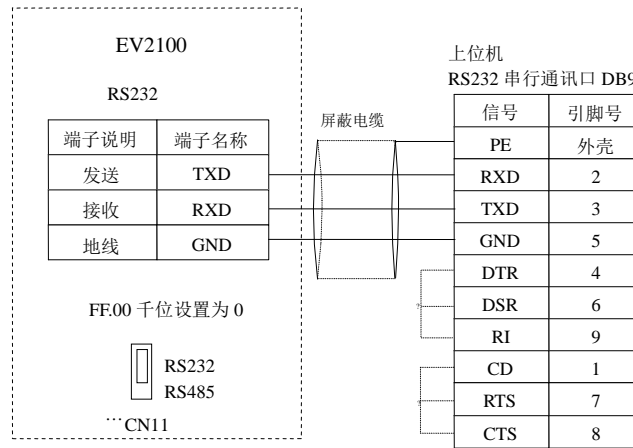 EV2100
RS232
端子说明 端子名称
发送 TXD
接收 RXD
地线 GND
FF.00 千位设置为 0
RS232
RS485
…CN11
屏蔽电缆
上位机
RS232 串行通讯口 DB9
信号 引脚号
PE 外壳
RXD 2
TXD 3
GND 5
DTR 4
DSR 6
RI 9
CD 1
RTS 7
CTS 8